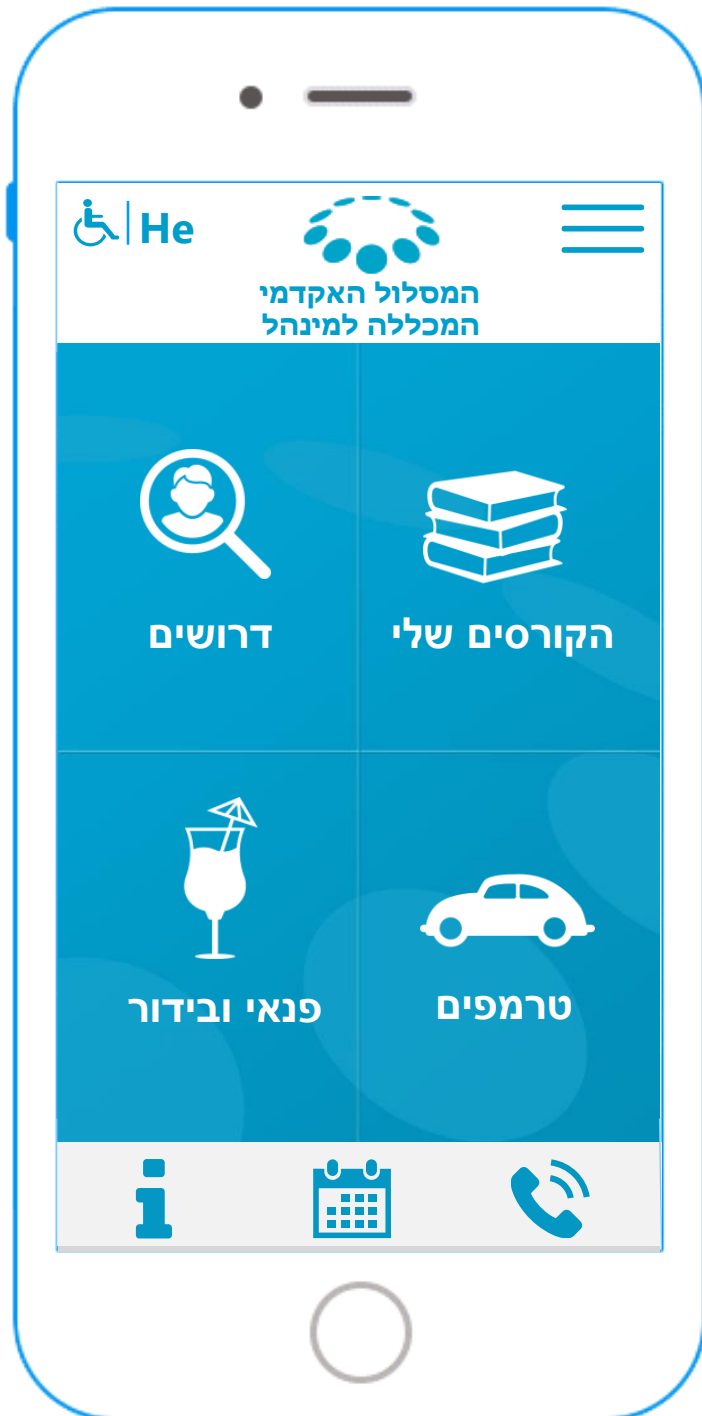 He
המסלול האקדמי
המכללה למינהל
הקורסים שלי
דרושים
טרמפים
פנאי ובידור